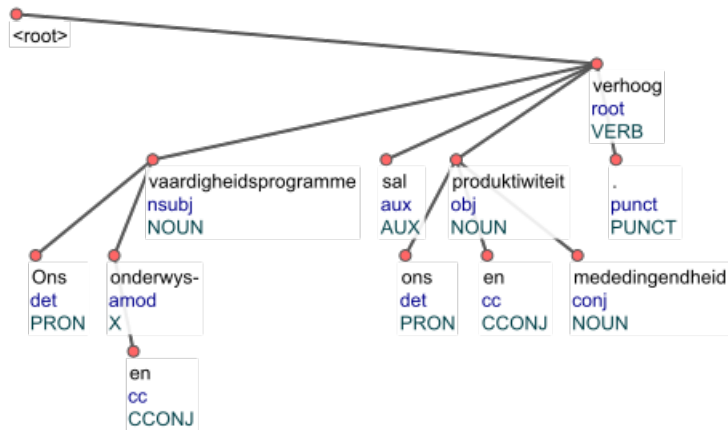 <root>
verhoog
root
VERB
vaardigheidsprogramme
nsubj
NOUN
sal
aux
AUX
produktiwiteit
obj
NOUN
.
punct
PUNCT
Ons
det
PRON
onderwys-
amod
X
ons
det
PRON
en
cc
CCONJ
mededingendheid
conj
NOUN
en
cc
CCONJ